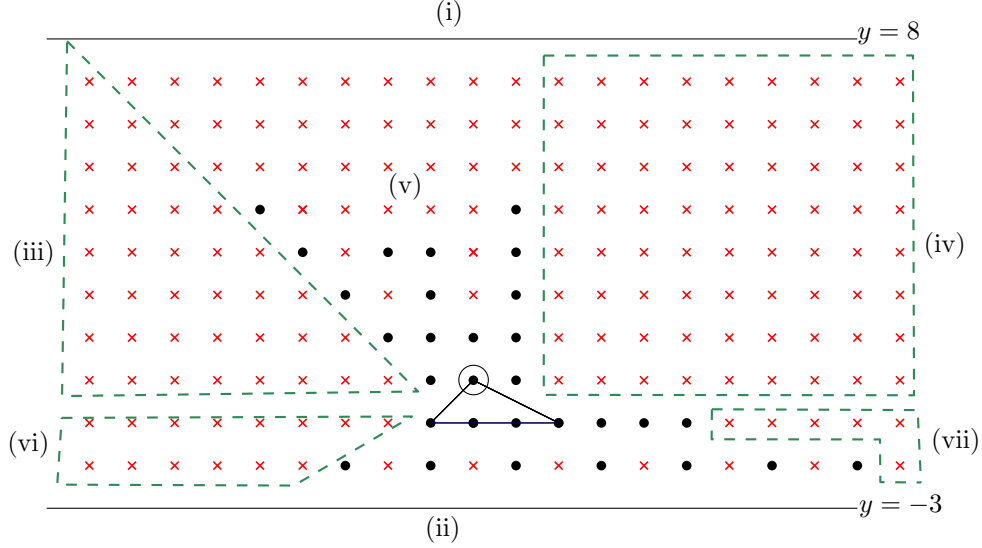 (i)
y = 8
(v)
(iii)
(iv)
(vi)
(vii)
y = −3
(ii)